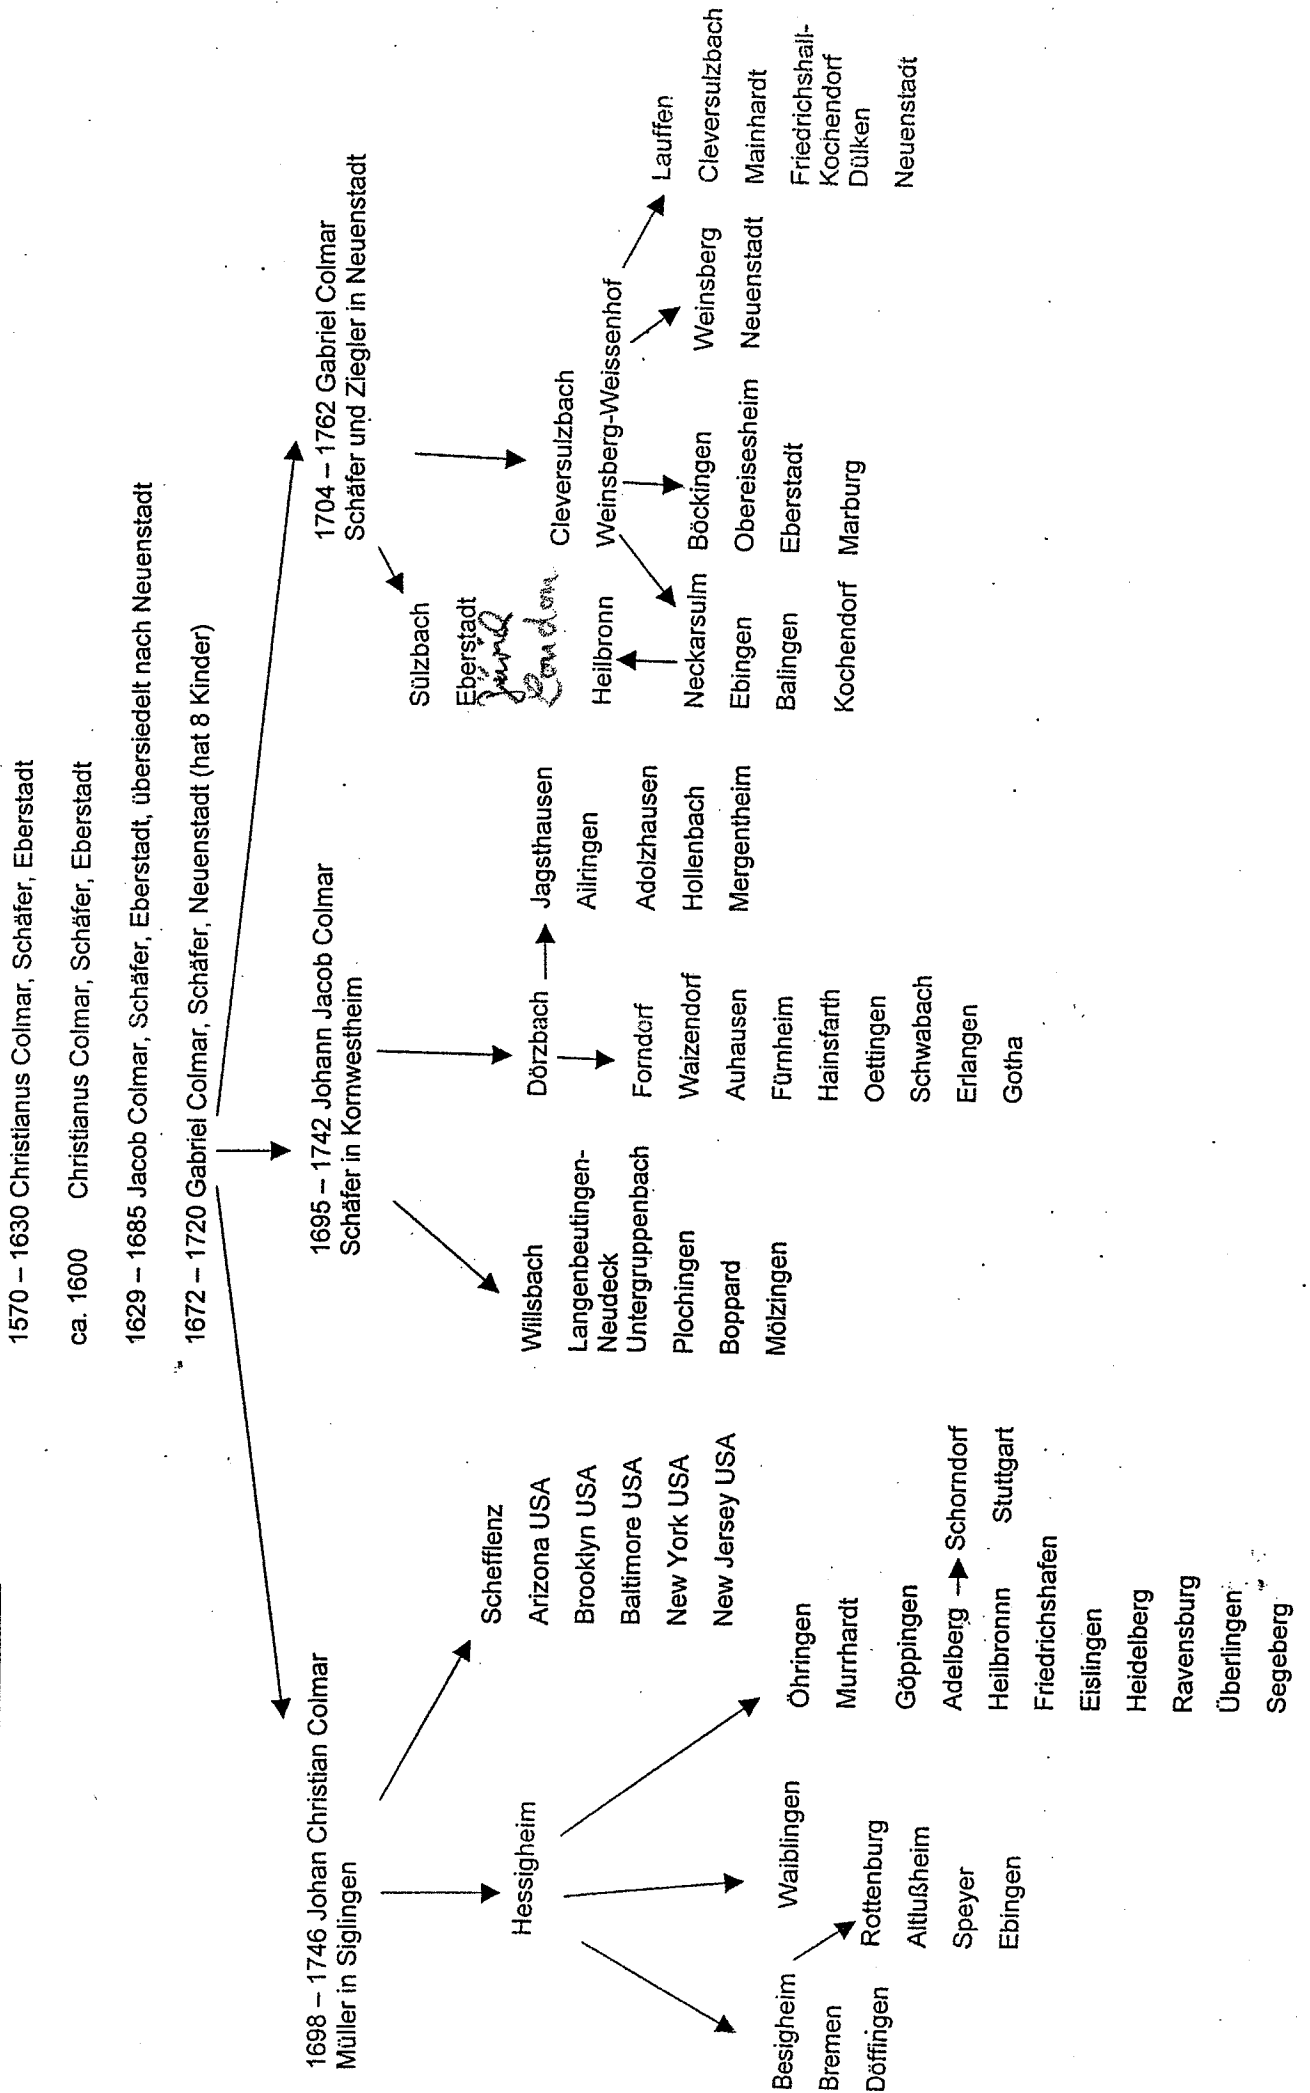 1570 – 1630 Christianus Colmar, Schäfer, Eberstadt
ca. 1600 Christianus Colmar, Schäfer, Eberstadt
1629 – 1685 Jacob Colmar, Schäfer, Eberstadt, übersiedelt nach Neuenstadt
1672 – 1720 Gabriel Colmar, Schäfer, Neuenstadt (hat 8 Kinder)
1698 – 1746 Johan Christian Colmar
Müller in Siglingen
Schefflenz
Arizona USA
Brooklyn USA
Baltimore USA
New York USA
New Jersey USA
Hessigheim
Besigheim
Bremen
Döffingen
Waiblingen
Rottenburg
Altlußheim
Speyer
Ebingen
Öhringen
Murrhardt
Göppingen
Adelberg Schorndorf
Heilbronnn Stuttgart
Friedrichshafen
Eislingen
Heidelberg
Ravensburg
Überlingen
Segeberg
1695 – 1742 Johann Jacob Colmar
Schäfer in Kornwestheim
Willsbach
Langenbeutingen-
Neudeck
Untergruppenbach
Plochingen
Boppard
Mölzingen
Dörzbach
Forndorf
Waizendorf
Auhausen
Fürnheim
Hainsfarth
Oettingen
Schwabach
Erlangen
Gotha
Jagsthausen
Ailringen
Adolzhausen
Hollenbach
Mergentheim
1704 – 1762 Gabriel Colmar
Schäfer und Ziegler in Neuenstadt
Sülzbach
Eberstadt
London
Cleversulzbach
Weinsberg-Weissenhof
Heilbronn
Neckarsulm
Ebingen
Balingen
Kochendorf
Böckingen
Obereisesheim
Eberstadt
Marburg
Weinsberg
Neuenstadt
Lauffen
Cleversulzbach
Mainhardt
Friedrichshall-
Kochendorf
Dülken
Neuenstadt